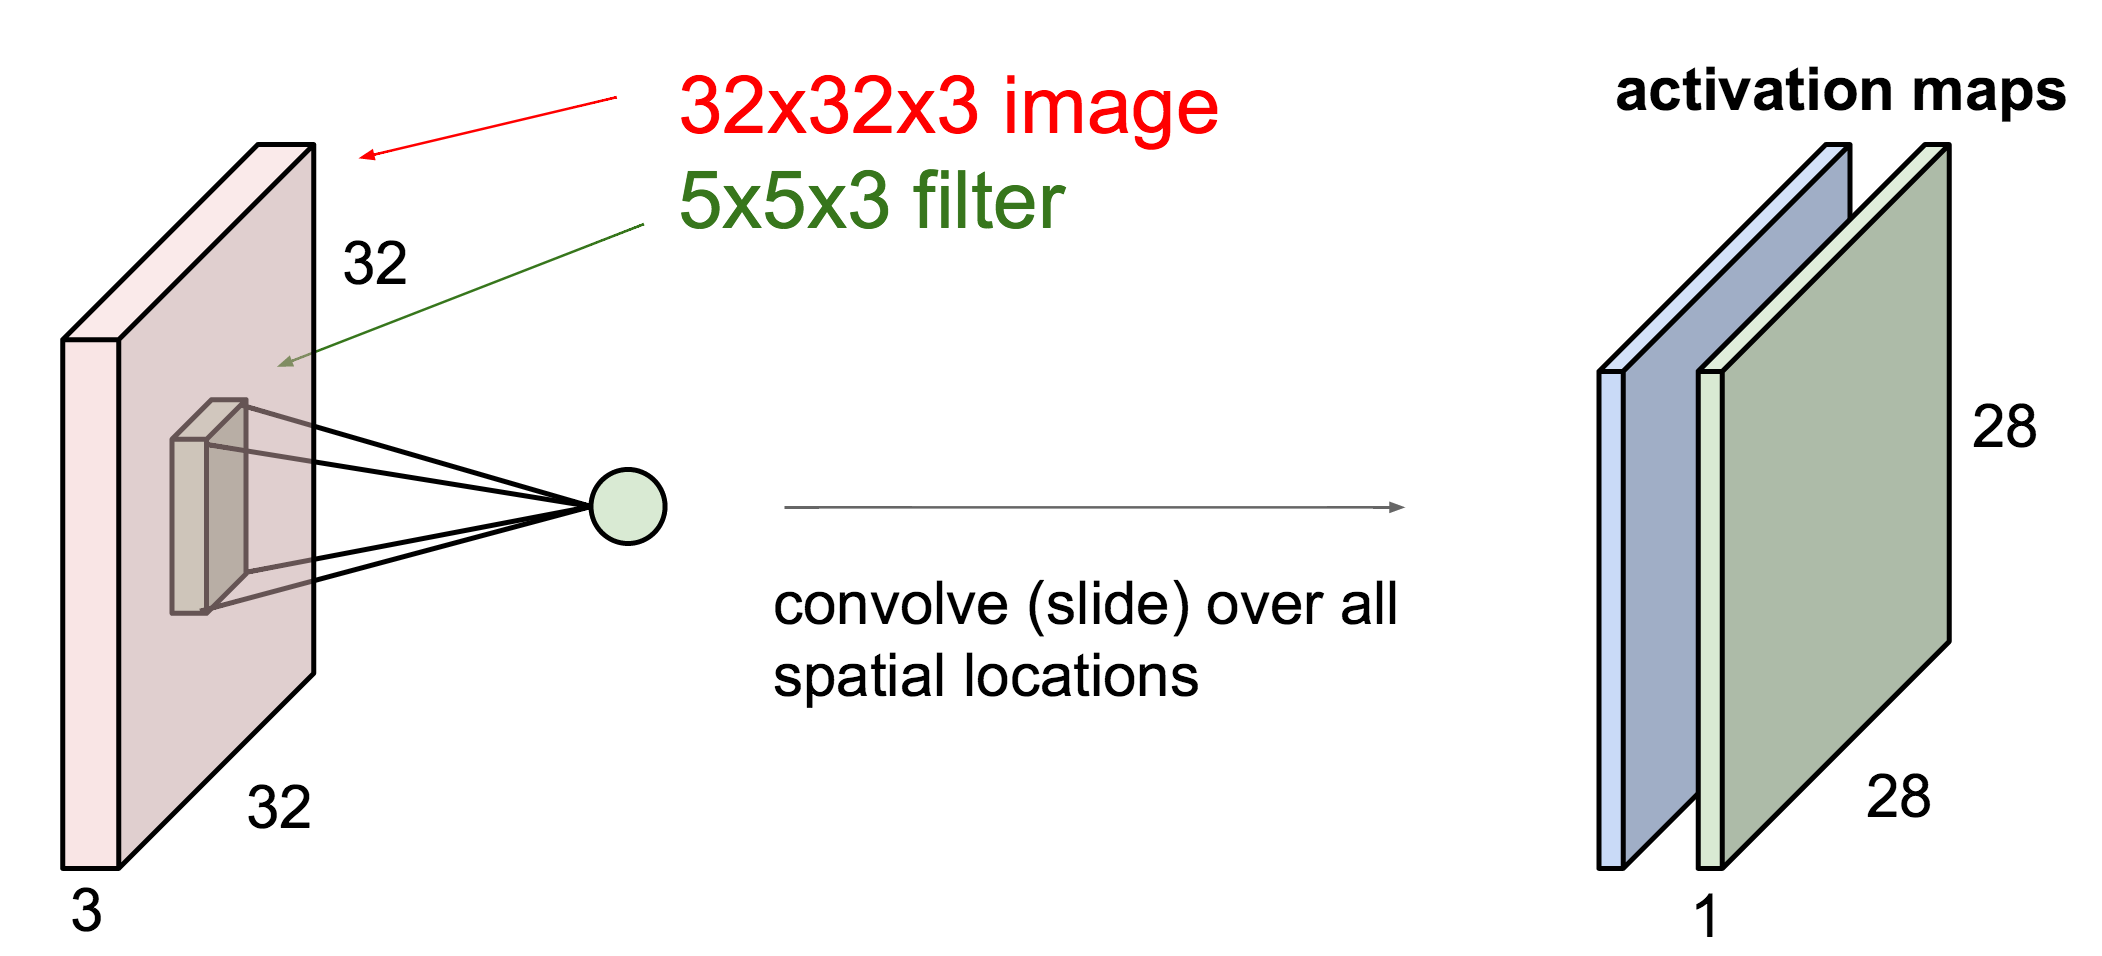 32x32x3 image
5x5x3 filter
32
32
3
convolve (slide) over all
spatial locations
activation maps
28
28
1